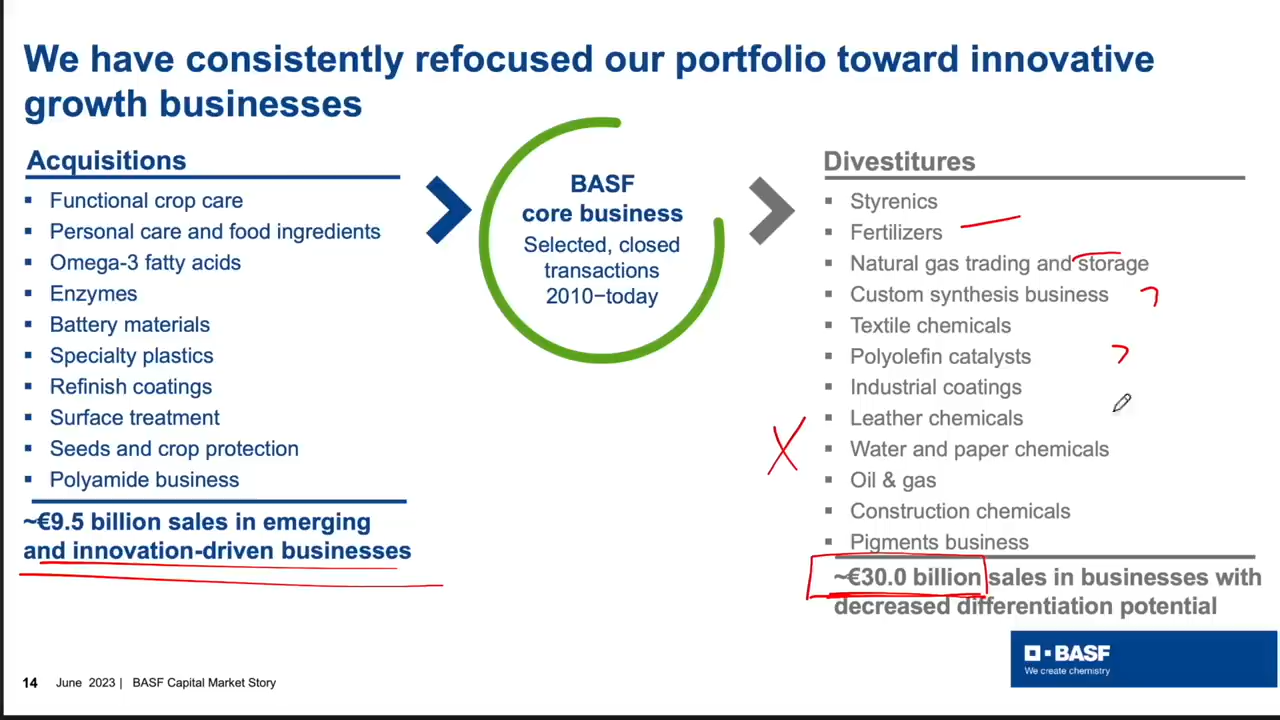 We have consistently refocused our portfolio toward innovative
growth businesses
Acquisitions
▪ Functional crop care
▪ Personal care and food ingredients
▪ Omega-3 fatty acids
▪ Enzymes
▪ Battery materials
▪ Specialty plastics
▪ Refinish coatings
▪ Surface treatment
▪ Seeds and crop protection
▪ Polyamide business
~€9.5 billion sales in emerging
and innovation-driven businesses
BASF
core business
Selected, closed
transactions
2010–today
Divestitures
▪ Styrenics
▪ Fertilizers
▪ Natural gas trading and storage
▪ Custom synthesis business
▪ Textile chemicals
▪ Polyolefin catalysts
▪ Industrial coatings
▪ Leather chemicals
▪ Water and paper chemicals
▪ Oil & gas
▪ Construction chemicals
▪ Pigments business
~€30.0 billion sales in businesses with
decreased differentiation potential
14 June 2023 | BASF Capital Market Story
BASF
We create chemistry